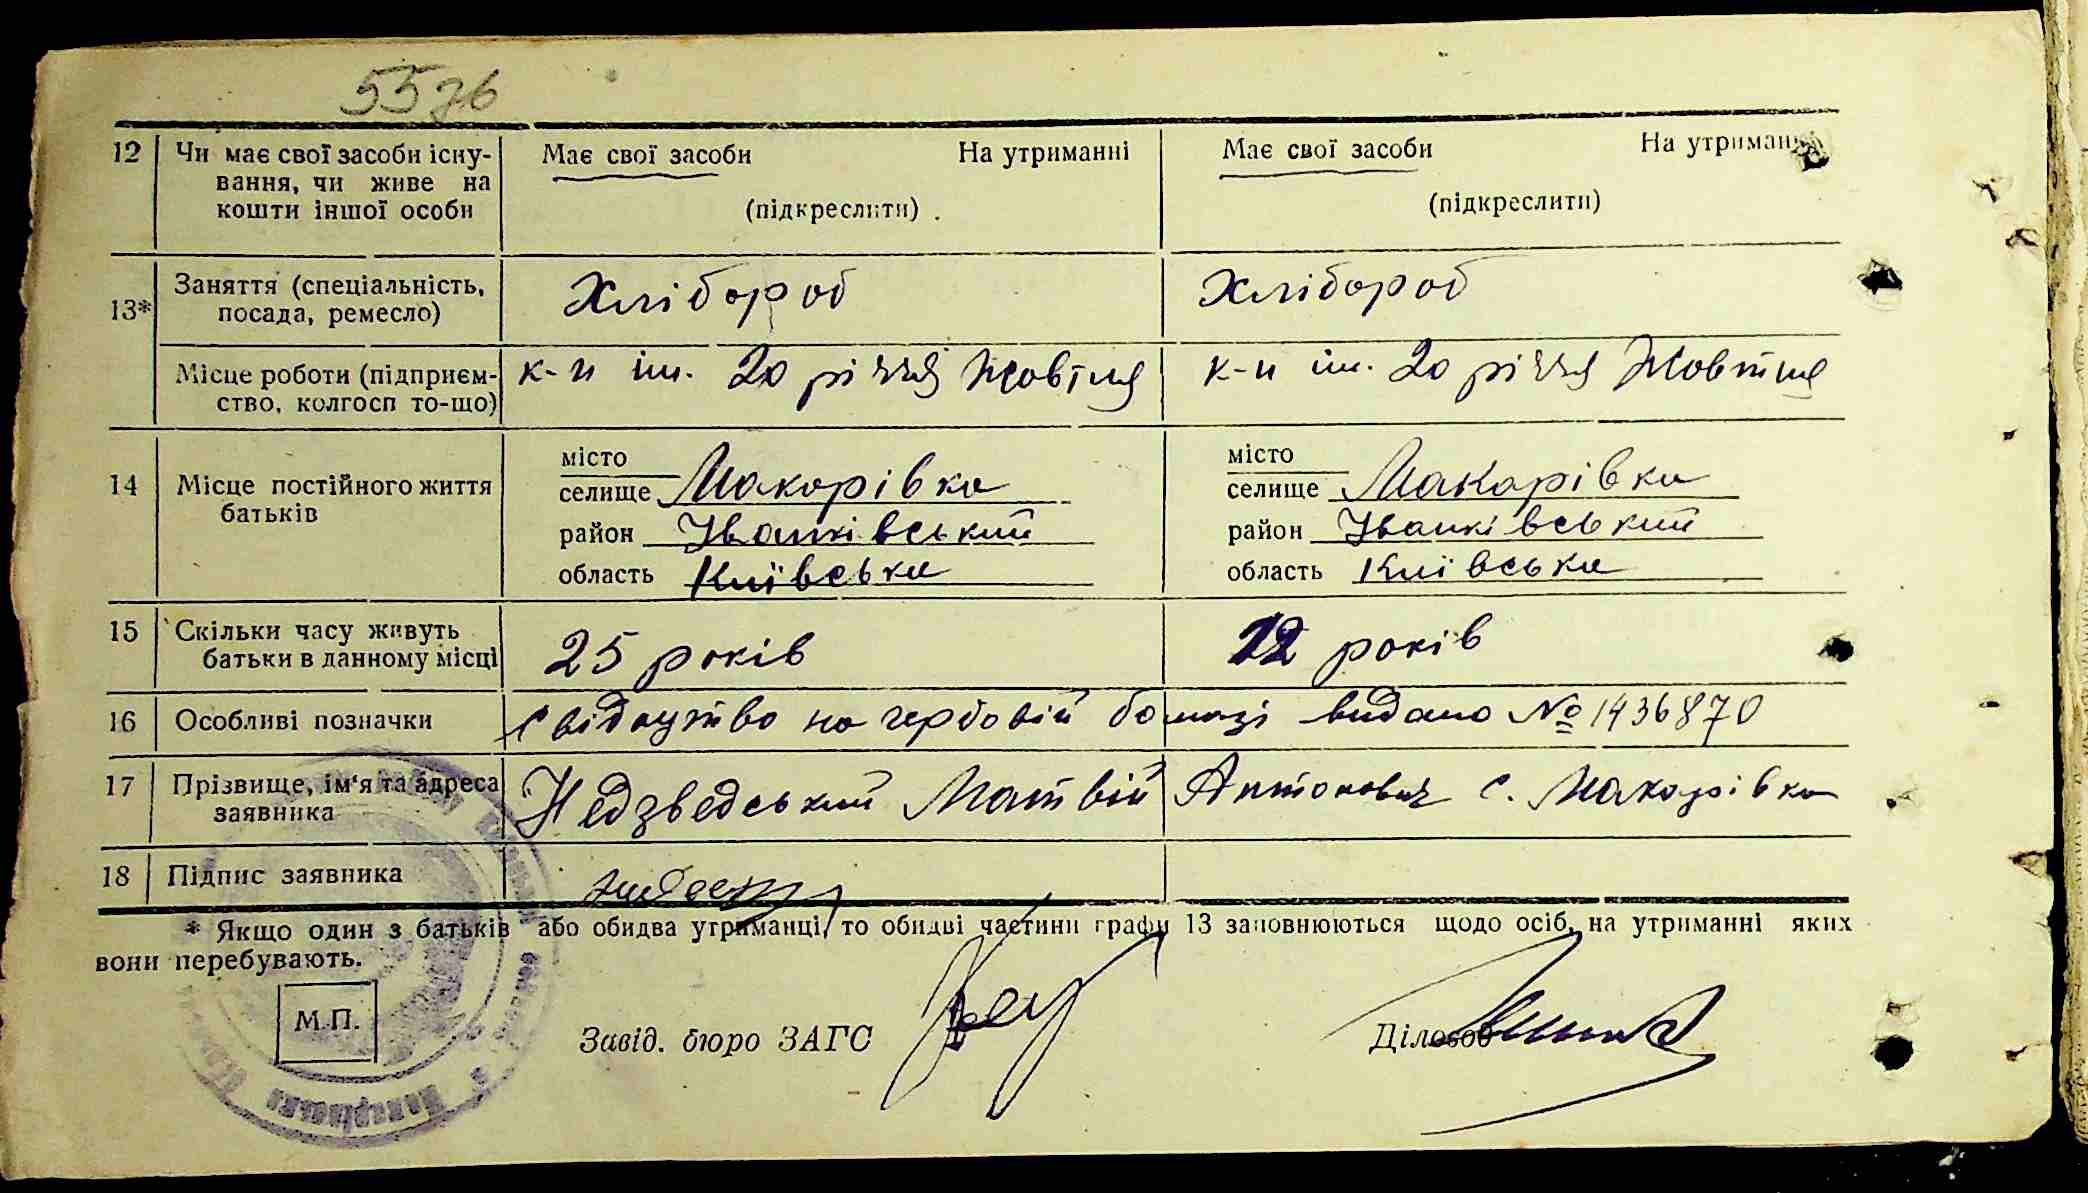 5576
12 Чи має свої засоби існу-
вання, чи живе на
кошти іншої особи
Має свої засоби На утриманні
(підкреслити)
Має свої засоби На утриманні
(підкреслити)
13* Заняття (спеціальність,
посада, ремесло)
Хлібороб
Хлібороб
Місце роботи (підприєм-
ство, колгосп то-що)
к-п ім. 20 річчя Жовтня
к-п ім. 20 річчя Жовтня
14 Місце постійного життя
батьків
місто
селище Макарівка
район Іванківський
область Київська
місто
селище Макарівка
район Іванківський
область Київська
15 Скільки часу живуть
батьки в данному місці
25 років
12 років
16 Особливі позначки
Свідоцтво на гербовій бомазі видано № 1436870
17 Прізвище, ім'я та адреса
заявника
Недзведський Матвій Антонович с. Макарівка
18 Підпис заявника
* Якщо один з батьків або обидва утриманці, то обидві частини графи 13 заповнюються щодо осіб, на утриманні яких
вони перебувають.
М.П.
Завід. бюро ЗАГС
Діловод